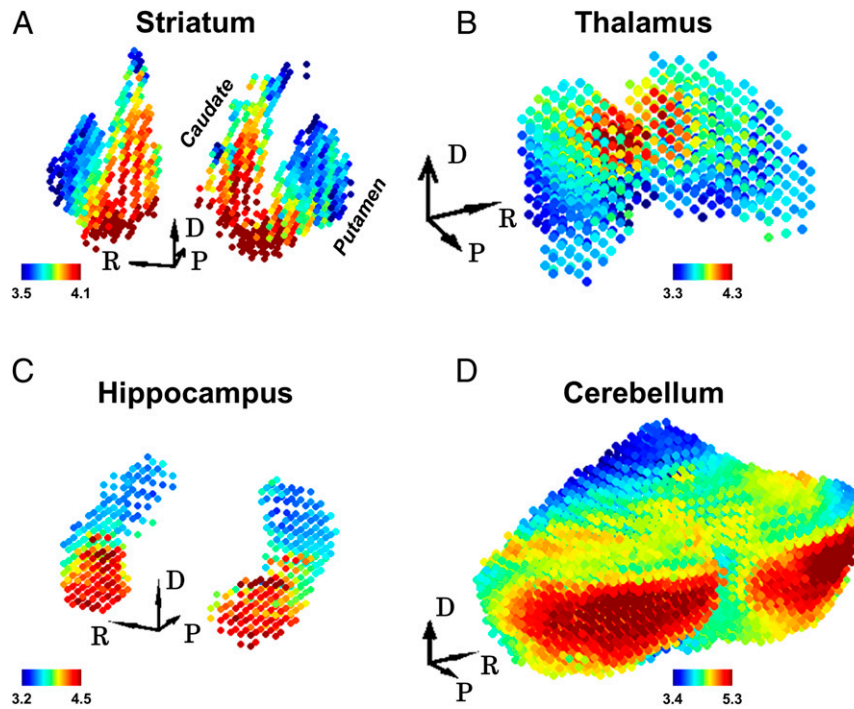 A
Striatum
Caudate
Putamen
D
R
P
3.5 4.1
B
Thalamus
D
R
P
3.3 4.3
C
Hippocampus
D
R
P
3.2 4.5
D
Cerebellum
D
R
P
3.4 5.3